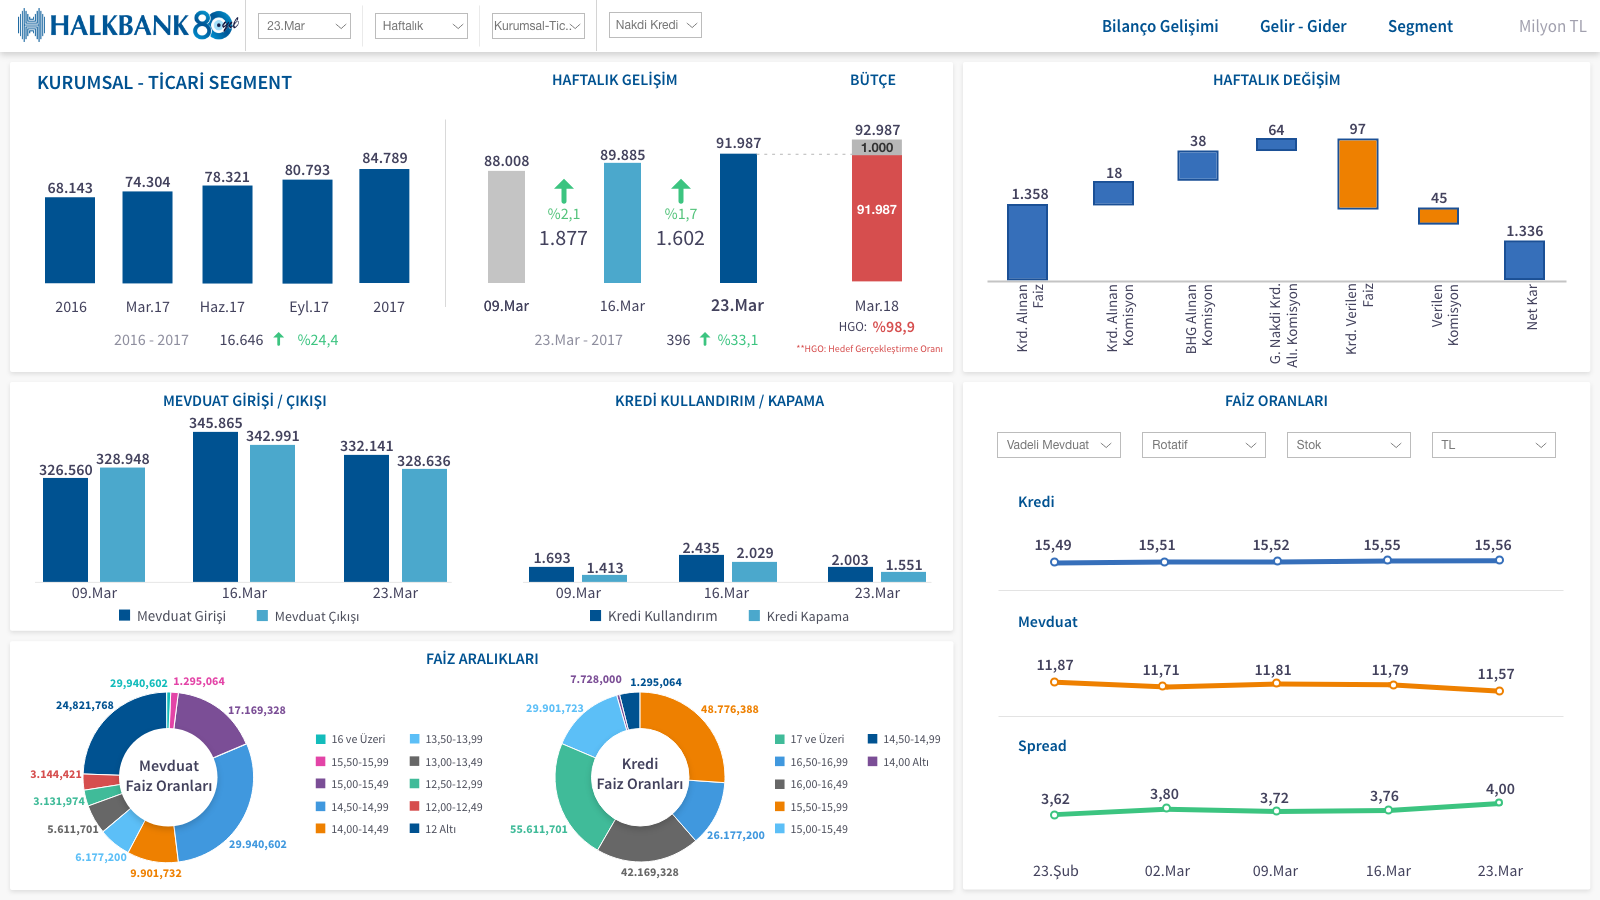 HALKBANK 80.yıl
23.Mar
Haftalık
Kurumsal-Tic..
Nakdi Kredi
Bilanço Gelişimi
Gelir - Gider
Segment
Milyon TL
KURUMSAL - TİCARİ SEGMENT
68.143
74.304
78.321
80.793
84.789
2016
Mar.17
Haz.17
Eyl.17
2017
2016 - 2017
16.646
%24,4
HAFTALIK GELİŞİM
88.008
89.885
91.987
%2,1
1.877
%1,7
1.602
09.Mar
16.Mar
23.Mar
23.Mar - 2017
396
%33,1
BÜTÇE
92.987
1.000
91.987
Mar.18
HGO: %98,9
**HGO: Hedef Gerçekleştirme Oranı
HAFTALIK DEĞİŞİM
1.358
18
38
64
97
45
1.336
Krd. Alınan
Faiz
Krd. Alınan
Komisyon
BHG Alınan
Komisyon
G. Nakdi Krd.
Alı. Komisyon
Krd. Verilen
Faiz
Verilen
Komisyon
Net Kar
MEVDUAT GİRİŞİ / ÇIKIŞI
326.560
328.948
345.865
342.991
332.141
328.636
09.Mar
16.Mar
23.Mar
Mevduat Girişi
Mevduat Çıkışı
KREDİ KULLANDIRIM / KAPAMA
1.693
1.413
2.435
2.029
2.003
1.551
09.Mar
16.Mar
23.Mar
Kredi Kullandırım
Kredi Kapama
FAİZ ORANLARI
Vadeli Mevduat
Rotatif
Stok
TL
Kredi
15,49
15,51
15,52
15,55
15,56
Mevduat
11,87
11,71
11,81
11,79
11,57
Spread
3,62
3,80
3,72
3,76
4,00
23.Şub
02.Mar
09.Mar
16.Mar
23.Mar
FAİZ ARALIKLARI
29,940,602
1.295,064
24,821,768
17.169,328
3.144,421
3.131,974
5.611,701
6.177,200
9.901,732
29.940,602
Mevduat
Faiz Oranları
16 ve Üzeri
15,50-15,99
15,00-15,49
14,50-14,99
14,00-14,49
13,50-13,99
13,00-13,49
12,50-12,99
12,00-12,49
12 Altı
7.728,000
1.295,064
29.901,723
48.776,388
55.611,701
26.177,200
42.169,328
Kredi
Faiz Oranları
17 ve Üzeri
16,50-16,99
16,00-16,49
15,50-15,99
15,00-15,49
14,50-14,99
14,00 Altı